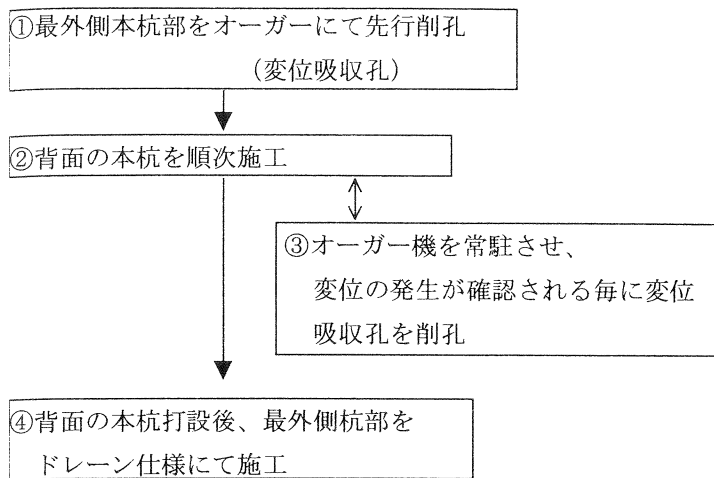 ①最外側本杭部をオーガーにて先行削孔
(変位吸収孔)
②背面の本杭を順次施工
③オーガー機を常駐させ、
変位の発生が確認される毎に変位
吸収孔を削孔
④背面の本杭打設後、最外側杭部を
ドレーン仕様にて施工